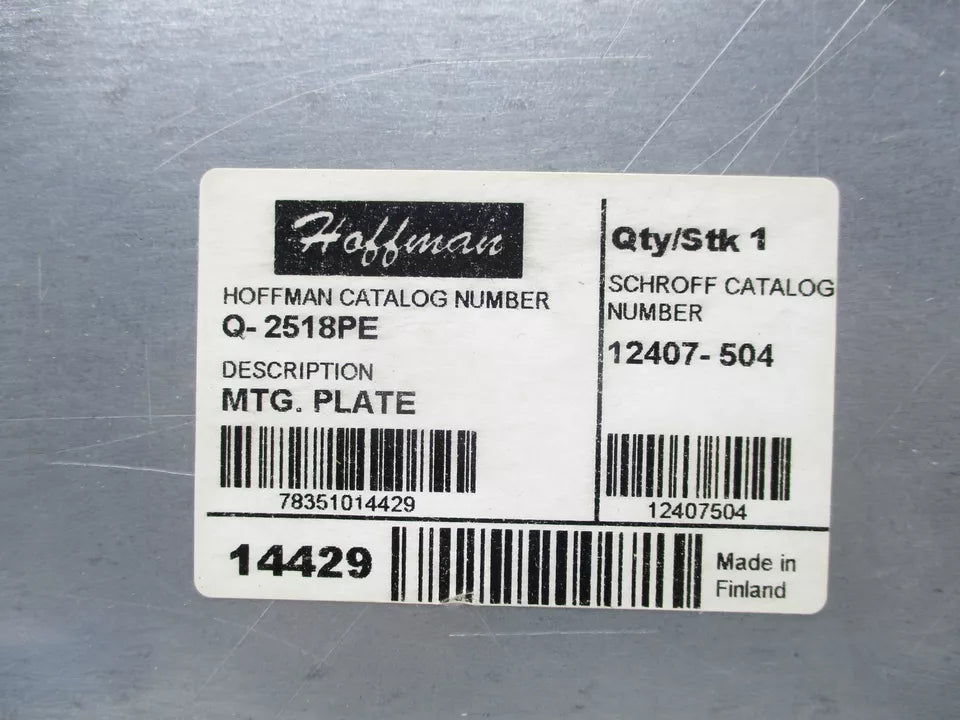 Hoffman
HOFFMAN CATALOG NUMBER
Q- 2518PE
DESCRIPTION
MTG. PLATE
78351014429
Qty/Stk 1
SCHROFF CATALOG
NUMBER
12407- 504
12407504
14429
Made in
Finland